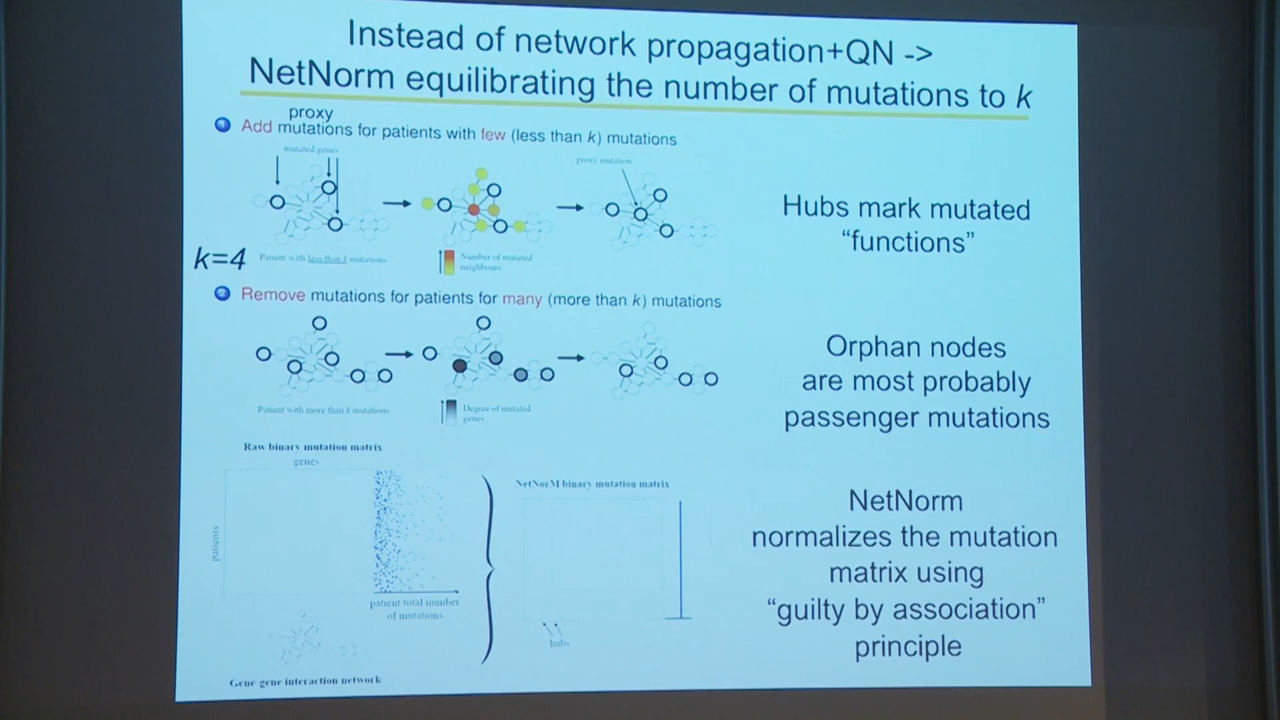 Instead of network propagation+QN ->
NetNorm equilibrating the number of mutations to k
proxy
1 Add mutations for patients with few (less than k) mutations
mutated genes
proxy mutation
Hubs mark mutated
“functions”
k=4
Patient with less than k mutations
Number of mutated
neighbours
2 Remove mutations for patients for many (more than k) mutations
Orphan nodes
are most probably
passenger mutations
Patient with more than k mutations
Degree of mutated
genes
Raw binary mutation matrix
genes
patients
patient total number
of mutations
NetNorM binary mutation matrix
hubs
NetNorm
normalizes the mutation
matrix using
“guilty by association”
principle
Gene gene interaction network